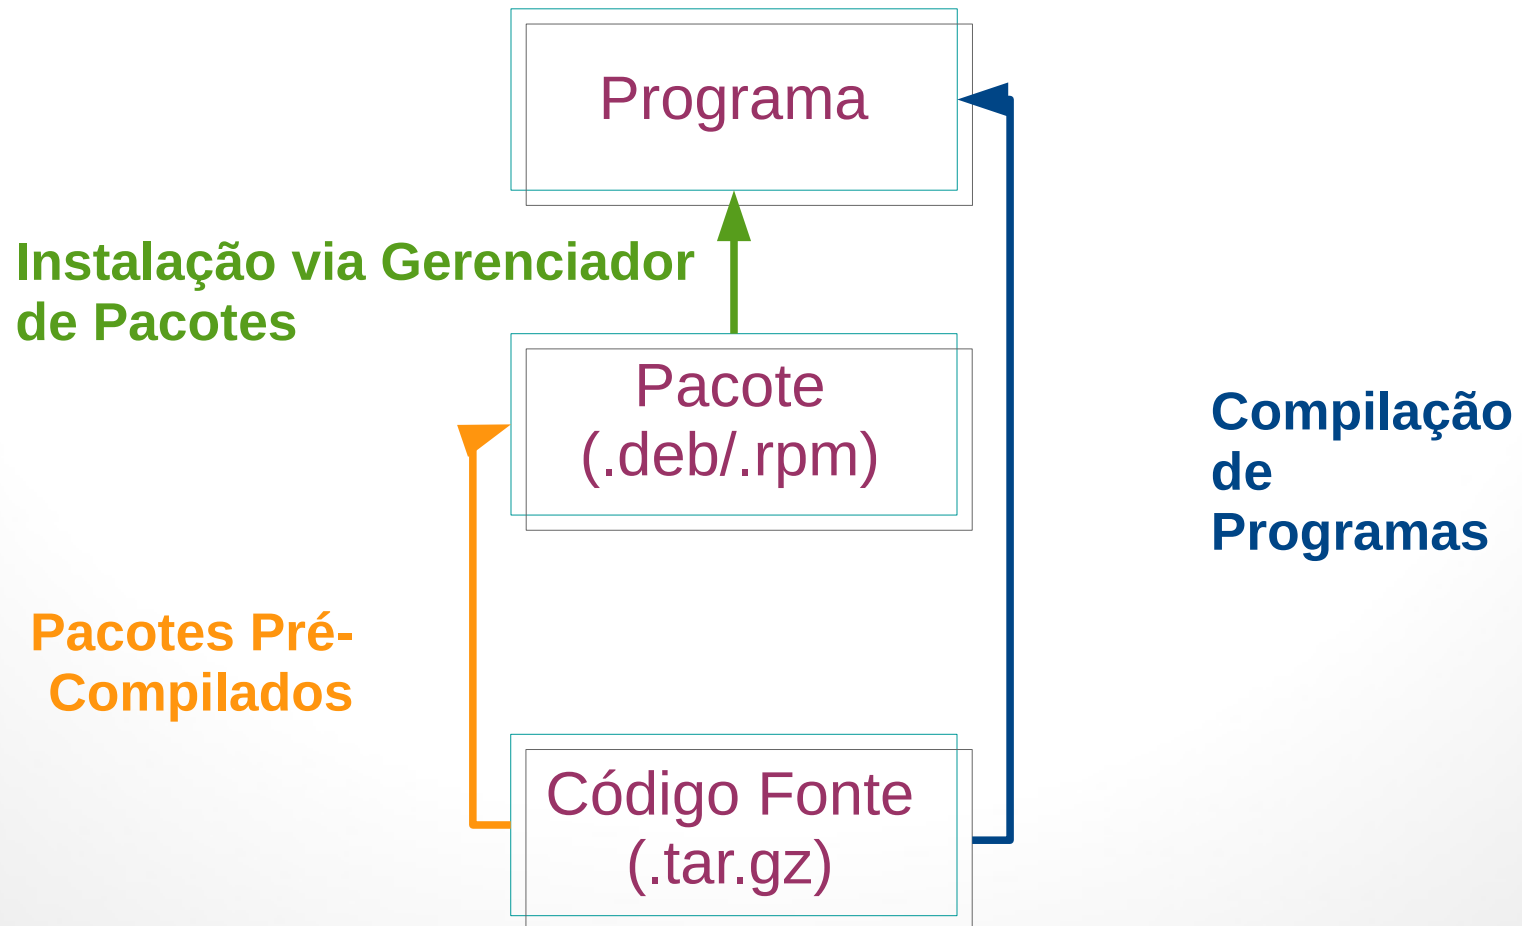 Programa
Instalação via Gerenciador
de Pacotes
Pacote
(.deb/.rpm)
Compilação
de
Programas
Pacotes Pré-
Compilados
Código Fonte
(.tar.gz)